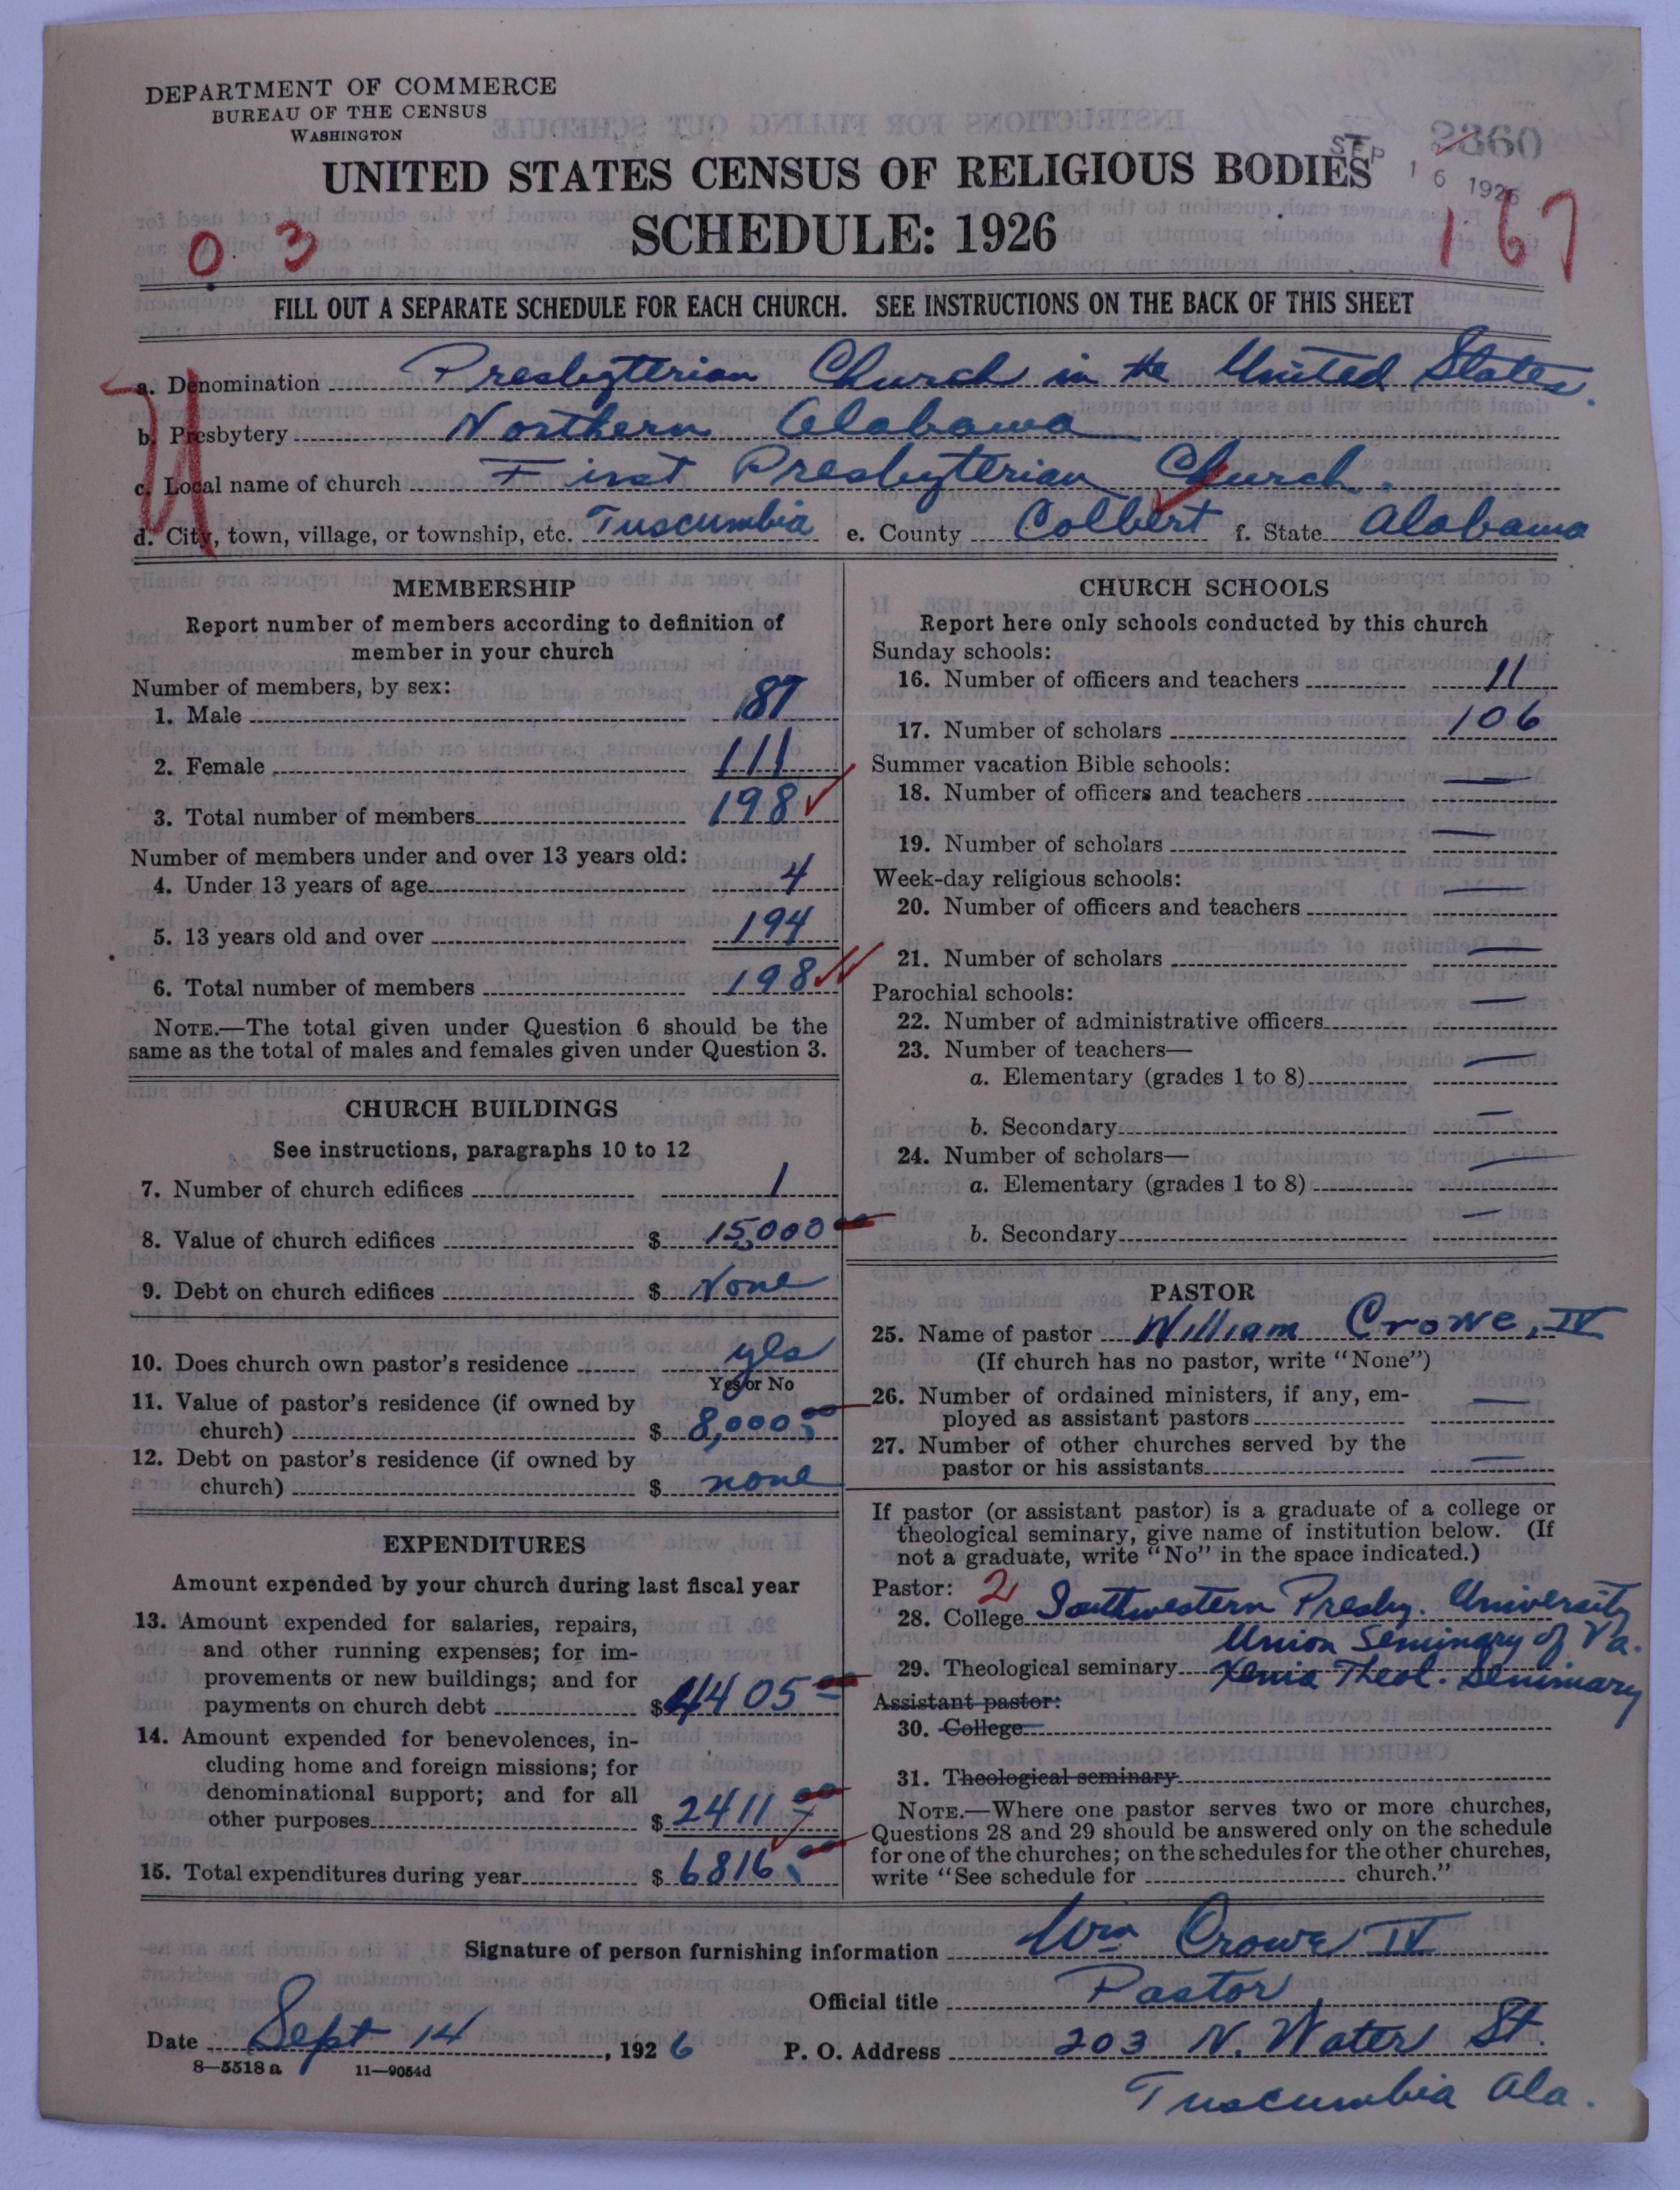 DEPARTMENT OF COMMERCE
BUREAU OF THE CENSUS
WASHINGTON
SEP 16 1926
2360
UNITED STATES CENSUS OF RELIGIOUS BODIES
SCHEDULE: 1926
03
167
FILL OUT A SEPARATE SCHEDULE FOR EACH CHURCH. SEE INSTRUCTIONS ON THE BACK OF THIS SHEET
a. Denomination Presbyterian Church in the United States.
b. Presbytery Northern Alabama
c. Local name of church First Presbyterian Church.
d. City, town, village, or township, etc. Tuscumbia e. County Colbert f. State Alabama
MEMBERSHIP
Report number of members according to definition of
member in your church
Number of members, by sex:
1. Male 87
2. Female 111
3. Total number of members 198
Number of members under and over 13 years old:
4. Under 13 years of age 4
5. 13 years old and over 194
6. Total number of members 198
NOTE.—The total given under Question 6 should be the
same as the total of males and females given under Question 3.
CHURCH BUILDINGS
See instructions, paragraphs 10 to 12
7. Number of church edifices 1
8. Value of church edifices $ 15,000 00
9. Debt on church edifices $ None
10. Does church own pastor's residence yes
Yes or No
11. Value of pastor's residence (if owned by
church) $ 8,000 00
12. Debt on pastor's residence (if owned by
church) $ none
EXPENDITURES
Amount expended by your church during last fiscal year
13. Amount expended for salaries, repairs,
and other running expenses; for im-
provements or new buildings; and for
payments on church debt $ 4405 00
14. Amount expended for benevolences, in-
cluding home and foreign missions; for
denominational support; and for all
other purposes $ 2411 00
15. Total expenditures during year $ 6816.00
CHURCH SCHOOLS
Report here only schools conducted by this church
Sunday schools:
16. Number of officers and teachers 11
17. Number of scholars 106
Summer vacation Bible schools:
18. Number of officers and teachers —
19. Number of scholars —
Week-day religious schools:
20. Number of officers and teachers —
21. Number of scholars —
Parochial schools:
22. Number of administrative officers —
23. Number of teachers—
a. Elementary (grades 1 to 8) —
b. Secondary —
24. Number of scholars—
a. Elementary (grades 1 to 8) —
b. Secondary —
PASTOR
25. Name of pastor William Crowe, IV
(If church has no pastor, write "None")
26. Number of ordained ministers, if any, em-
ployed as assistant pastors —
27. Number of other churches served by the
pastor or his assistants —
If pastor (or assistant pastor) is a graduate of a college or
theological seminary, give name of institution below. (If
not a graduate, write "No" in the space indicated.)
Pastor: 2
28. College Southwestern Presby. University
Union Seminary of Va.
29. Theological seminary Xenia Theol. Seminary
Assistant pastor:
30. College
31. Theological seminary
NOTE.—Where one pastor serves two or more churches,
Questions 28 and 29 should be answered only on the schedule
for one of the churches; on the schedules for the other churches,
write "See schedule for church."
Signature of person furnishing information Wm Crowe IV
Official title Pastor
Date Sept 14, 1926 P. O. Address 203 N. Water St.
8—5518 a 11—9054d
Tuscumbia Ala.